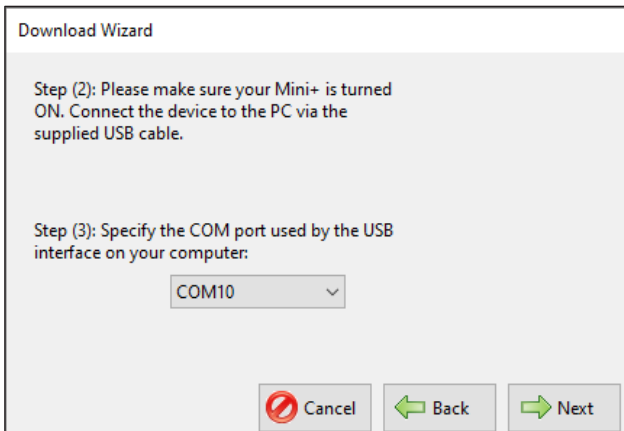 Download Wizard
Step (2): Please make sure your Mini+ is turned
ON. Connect the device to the PC via the
supplied USB cable.
Step (3): Specify the COM port used by the USB
interface on your computer:
COM10
Cancel
Back
Next